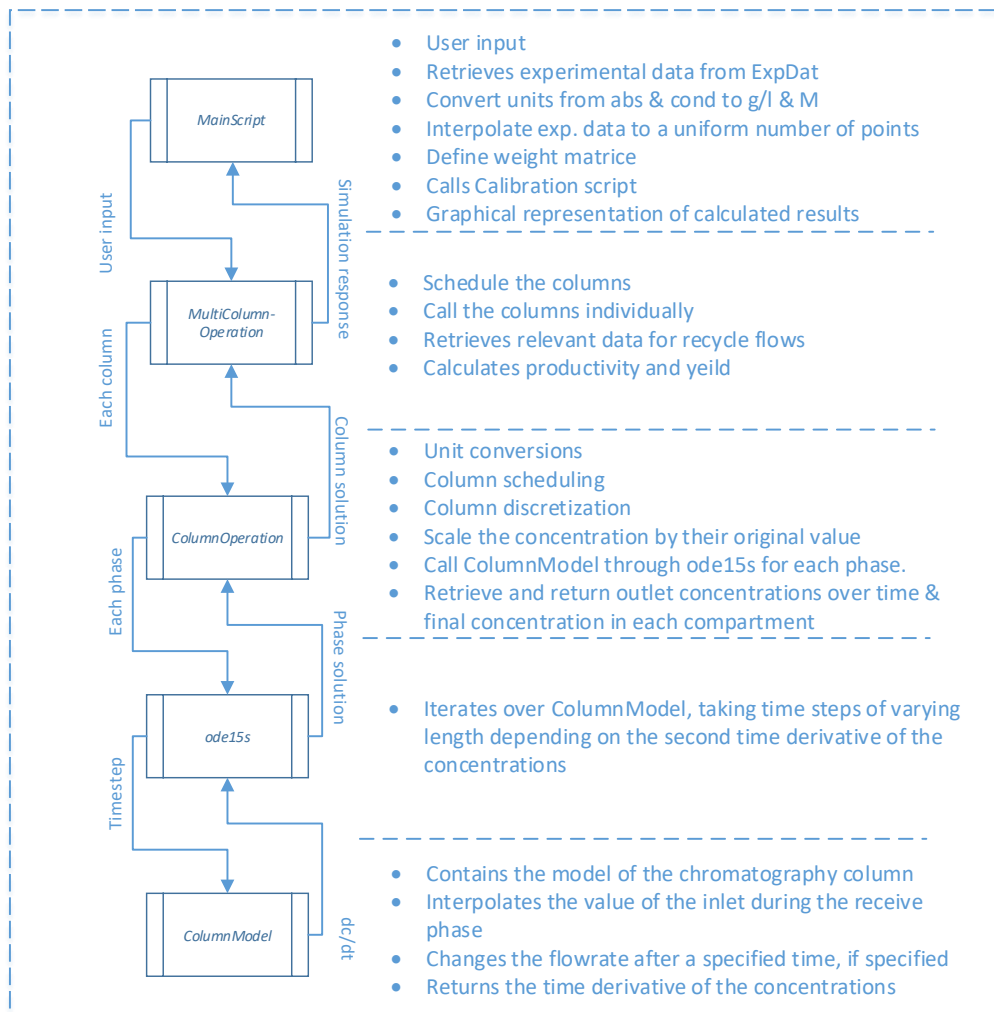 MainScript
User input
Simulation response
MultiColumn-
Operation
Each column
Column solution
ColumnOperation
Each phase
Phase solution
ode15s
Timestep
dc/dt
ColumnModel
• User input
• Retrieves experimental data from ExpDat
• Convert units from abs & cond to g/l & M
• Interpolate exp. data to a uniform number of points
• Define weight matrice
• Calls Calibration script
• Graphical representation of calculated results
• Schedule the columns
• Call the columns individually
• Retrieves relevant data for recycle flows
• Calculates productivity and yeild
• Unit conversions
• Column scheduling
• Column discretization
• Scale the concentration by their original value
• Call ColumnModel through ode15s for each phase.
• Retrieve and return outlet concentrations over time &
final concentration in each compartment
• Iterates over ColumnModel, taking time steps of varying
length depending on the second time derivative of the
concentrations
• Contains the model of the chromatography column
• Interpolates the value of the inlet during the receive
phase
• Changes the flowrate after a specified time, if specified
• Returns the time derivative of the concentrations